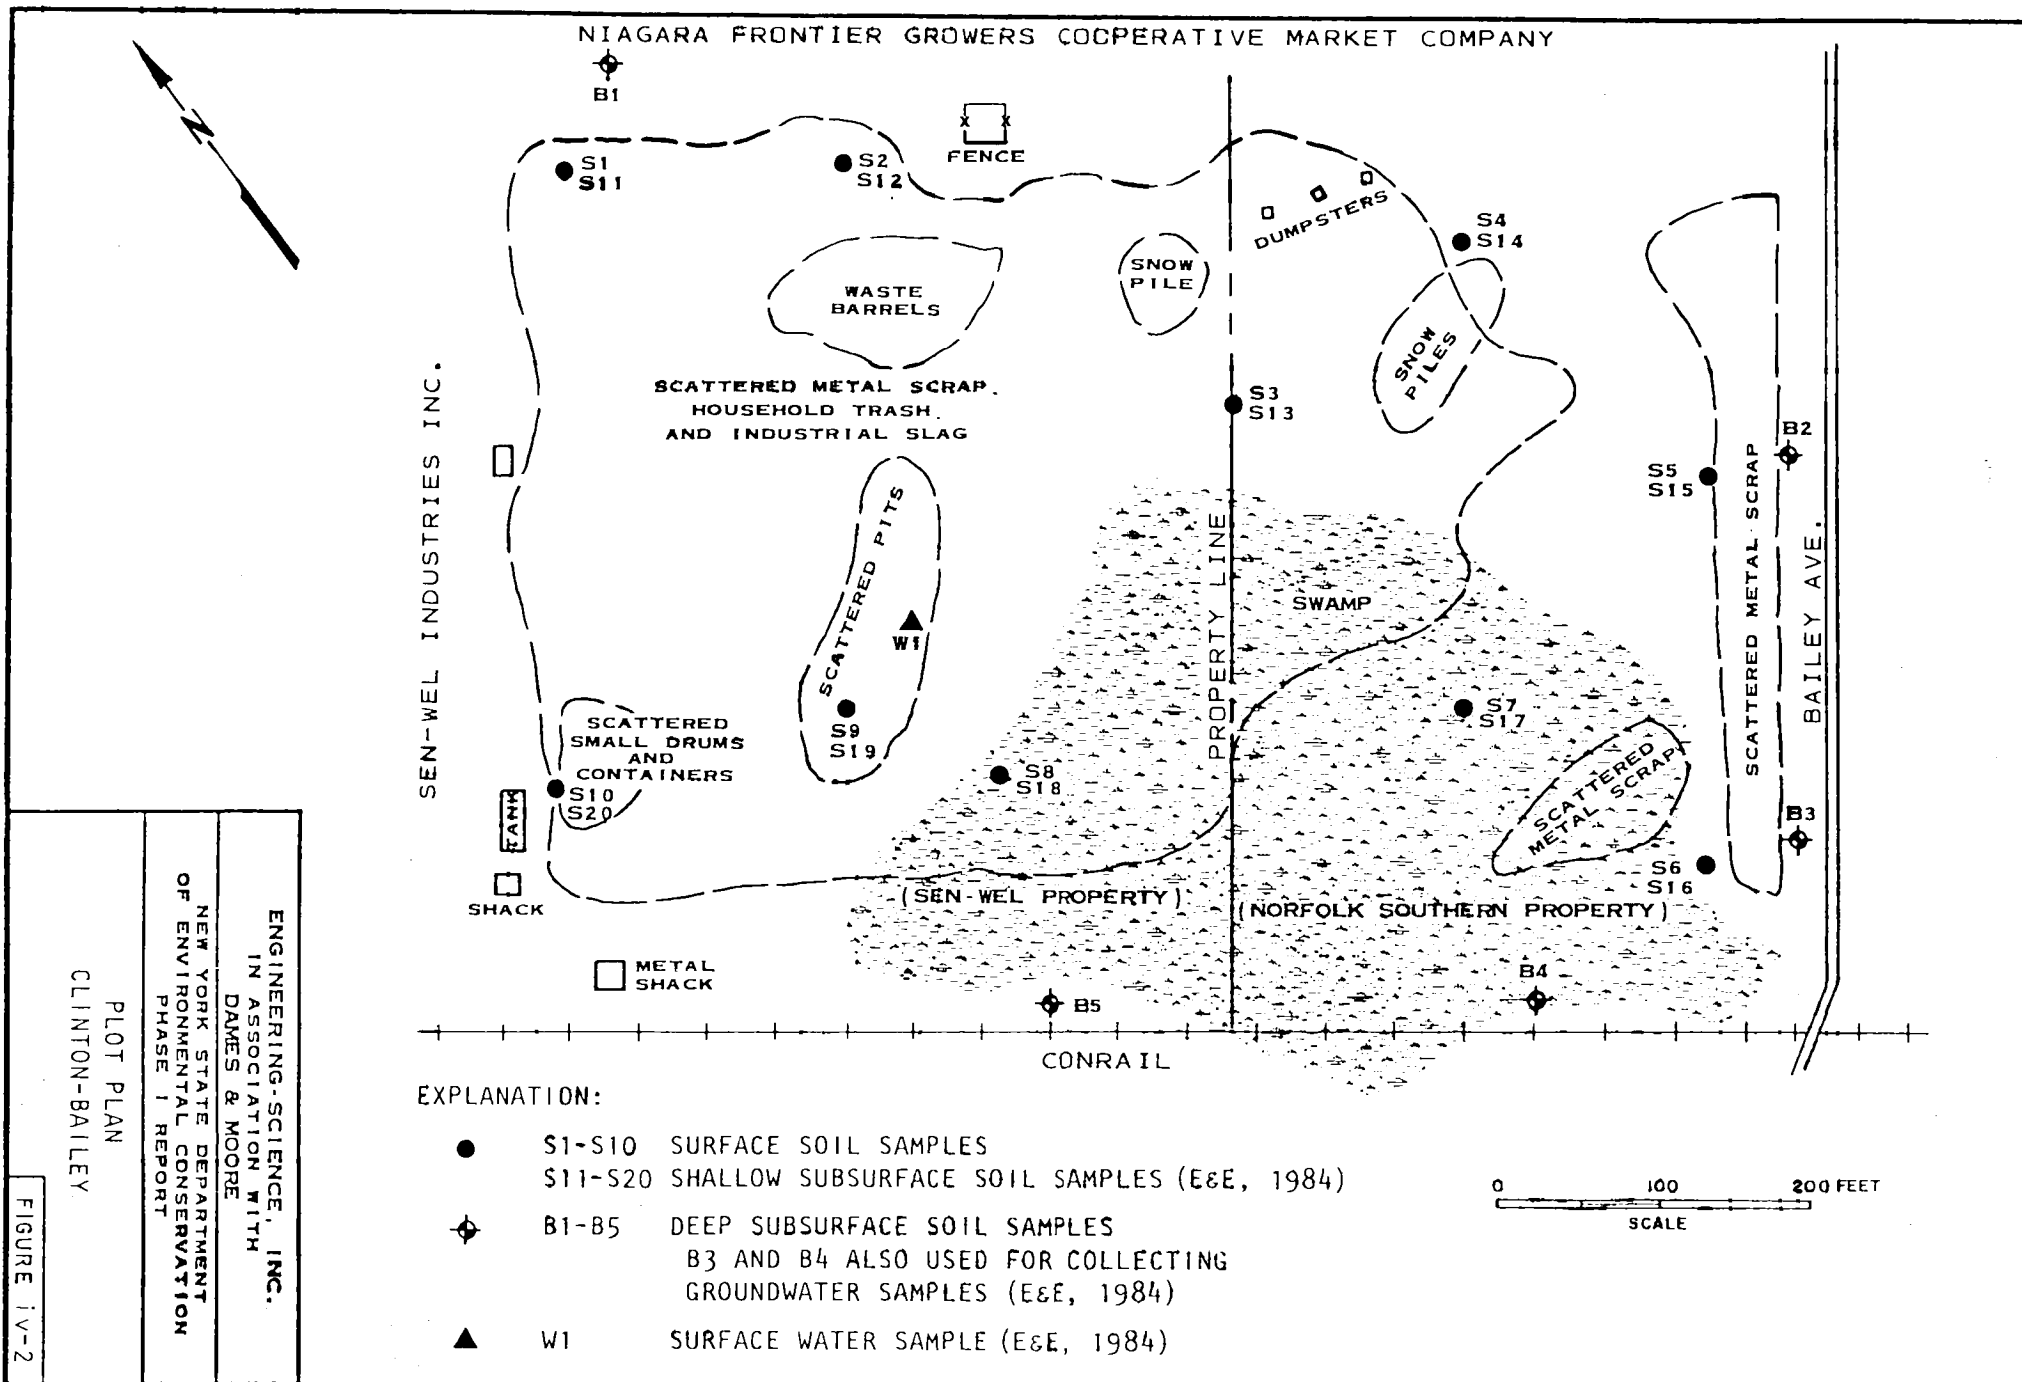 NIAGARA FRONTIER GROWERS COOPERATIVE MARKET COMPANY
N
B1
FENCE
X X
S1
S11
S2
S12
DUMPSTERS
S4
S14
SNOW
PILE
WASTE
BARRELS
SNOW
PILES
SCATTERED METAL SCRAP.
HOUSEHOLD TRASH.
AND INDUSTRIAL SLAG
S3
S13
B2
S5
S15
SEN-WEL INDUSTRIES INC.
SCATTERED PITS
W1
PROPERTY LINE
SWAMP
SCATTERED METAL SCRAP
BAILEY AVE.
S7
S17
S9
S19
SCATTERED
SMALL DRUMS
AND
CONTAINERS
S10
S20
TANK
S8
S18
SCATTERED
METAL SCRAP
B3
S6
S16
SHACK
(SEN-WEL PROPERTY)
(NORFOLK SOUTHERN PROPERTY)
METAL
SHACK
B5
B4
CONRAIL
EXPLANATION:
S1-S10 SURFACE SOIL SAMPLES
S11-S20 SHALLOW SUBSURFACE SOIL SAMPLES (E&E, 1984)
B1-B5 DEEP SUBSURFACE SOIL SAMPLES
B3 AND B4 ALSO USED FOR COLLECTING
GROUNDWATER SAMPLES (E&E, 1984)
W1 SURFACE WATER SAMPLE (E&E, 1984)
0 100 200 FEET
SCALE
ENGINEERING-SCIENCE, INC.
IN ASSOCIATION WITH
DAMES & MOORE
NEW YORK STATE DEPARTMENT
OF ENVIRONMENTAL CONSERVATION
PHASE I REPORT
PLOT PLAN
CLINTON-BAILEY
FIGURE iv-2